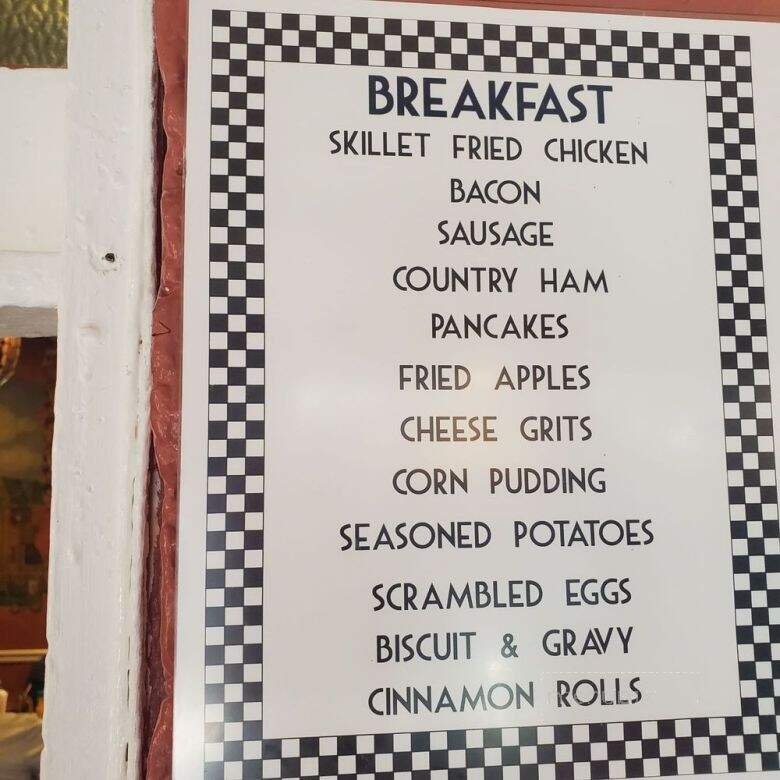 BREAKFAST
SKILLET FRIED CHICKEN
BACON
SAUSAGE
COUNTRY HAM
PANCAKES
FRIED APPLES
CHEESE GRITS
CORN PUDDING
SEASONED POTATOES
SCRAMBLED EGGS
BISCUIT & GRAVY
CINNAMON ROLLS